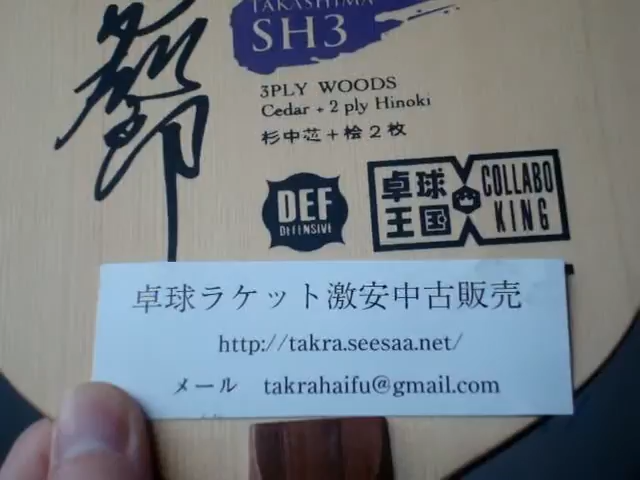 TAKASHIMA
SH3
3PLY WOODS
Cedar + 2 ply Hinoki
杉中芯＋桧２枚
DEF
DEFENSIVE
卓球
王国
COLLABO
KING
卓球ラケット激安中古販売
http://takra.seesaa.net/
メール takrahaifu@gmail.com